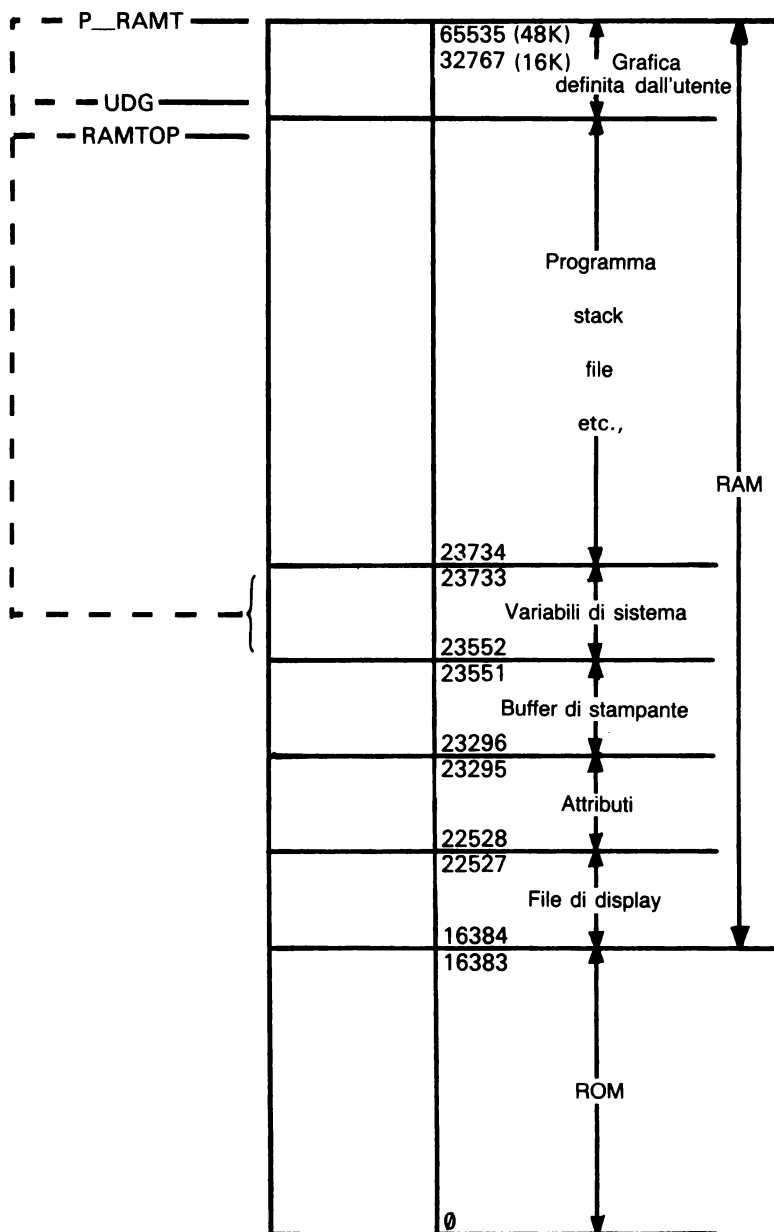 P__RAMT
65535 (48K)
32767 (16K)
Grafica
definita dall'utente
UDG
RAMTOP
Programma
stack
file
etc.,
RAM
23734
23733
Variabili di sistema
23552
23551
Buffer di stampante
23296
23295
Attributi
22528
22527
File di display
16384
16383
ROM
0